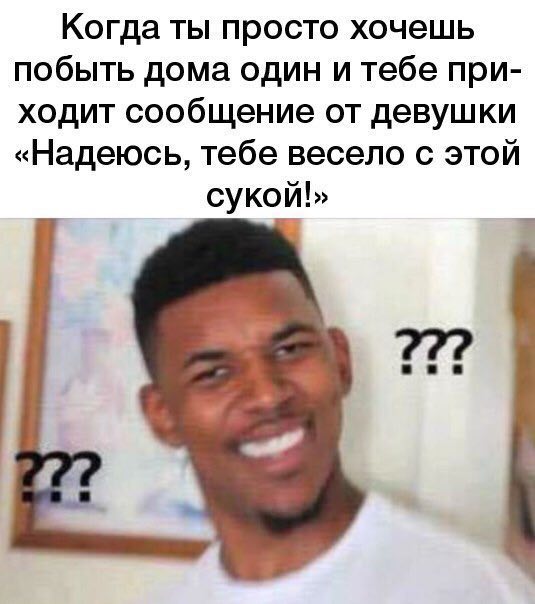 Когда ты просто хочешь
побыть дома один и тебе при-
ходит сообщение от девушки
«Надеюсь, тебе весело с этой
сукой!»
???
???